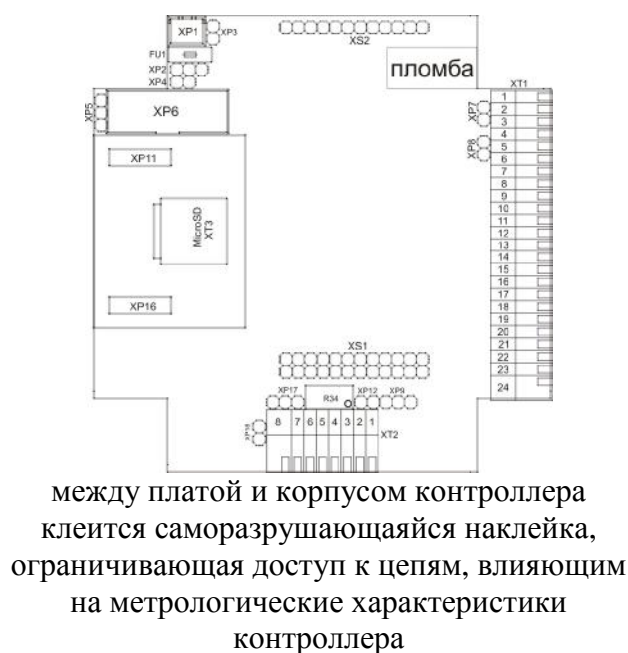 XP1
XP3
XS2
FU1
XP2
XP4
пломба
XT1
XP5
XP6
XP7
XP8
XP11
MicroSD
XT3
XP16
1
2
3
4
5
6
7
8
9
10
11
12
13
14
15
16
17
18
19
20
21
22
23
24
XS1
XP17
R34
XP12
XP9
XP18
8 7 6 5 4 3 2 1
XT2
между платой и корпусом контроллера
клеится саморазрушающаяйся наклейка,
ограничивающая доступ к цепям, влияющим
на метрологические характеристики
контроллера